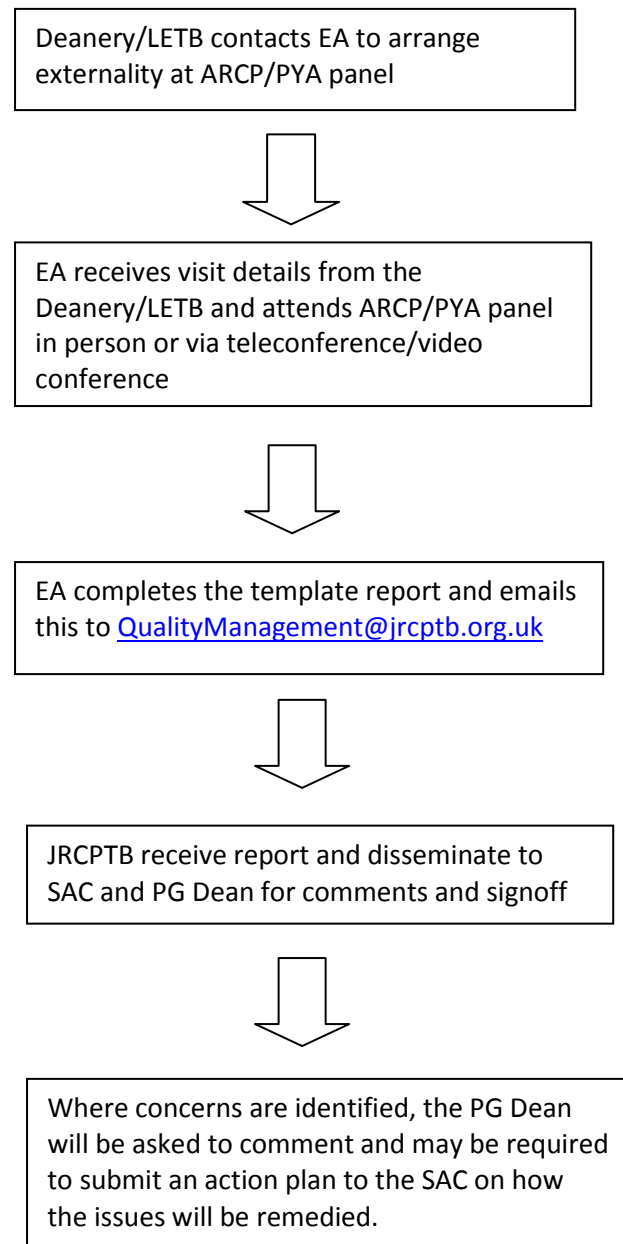 Deanery/LETB contacts EA to arrange
externality at ARCP/PYA panel
EA receives visit details from the
Deanery/LETB and attends ARCP/PYA panel
in person or via teleconference/video
conference
EA completes the template report and emails
this to QualityManagement@jrcptb.org.uk
JRCPTB receive report and disseminate to
SAC and PG Dean for comments and signoff
Where concerns are identified, the PG Dean
will be asked to comment and may be required
to submit an action plan to the SAC on how
the issues will be remedied.